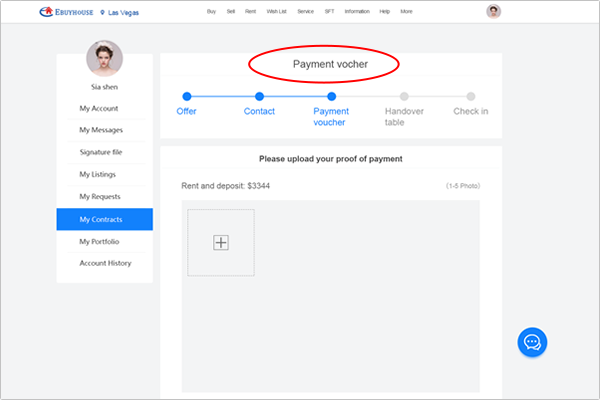 EBUYHOUSE Las Vegas Buy Sell Rent Wish List Service SFT Information Help More
Payment vocher
Sia shen
My Account
My Messages
Signature file
My Listings
My Requests
My Contracts
My Portfolio
Account History
Offer Contact Payment Handover Check in
voucher table
Please upload your proof of payment
Rent and deposit: $3344 (1-5 Photo)